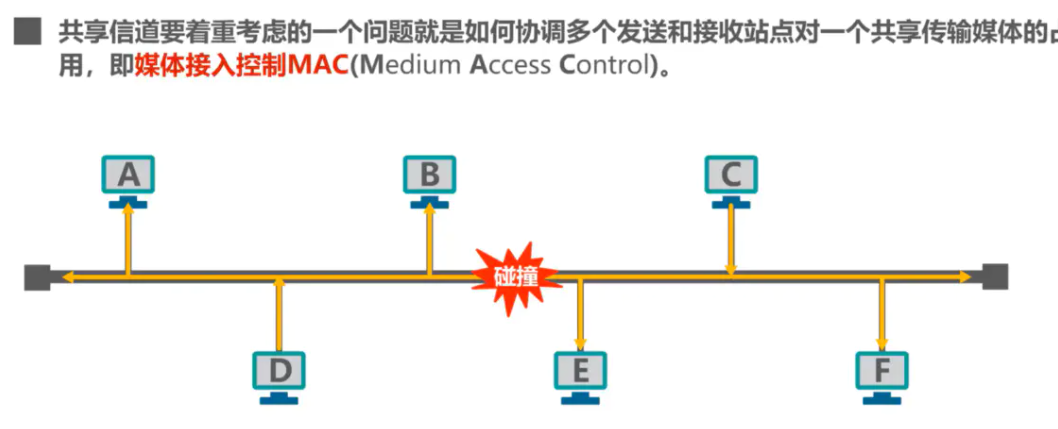 共享信道要着重考虑的一个问题就是如何协调多个发送和接收站点对一个共享传输媒体的占
用，即媒体接入控制MAC(Medium Access Control)。
A
B
C
碰撞
D
E
F